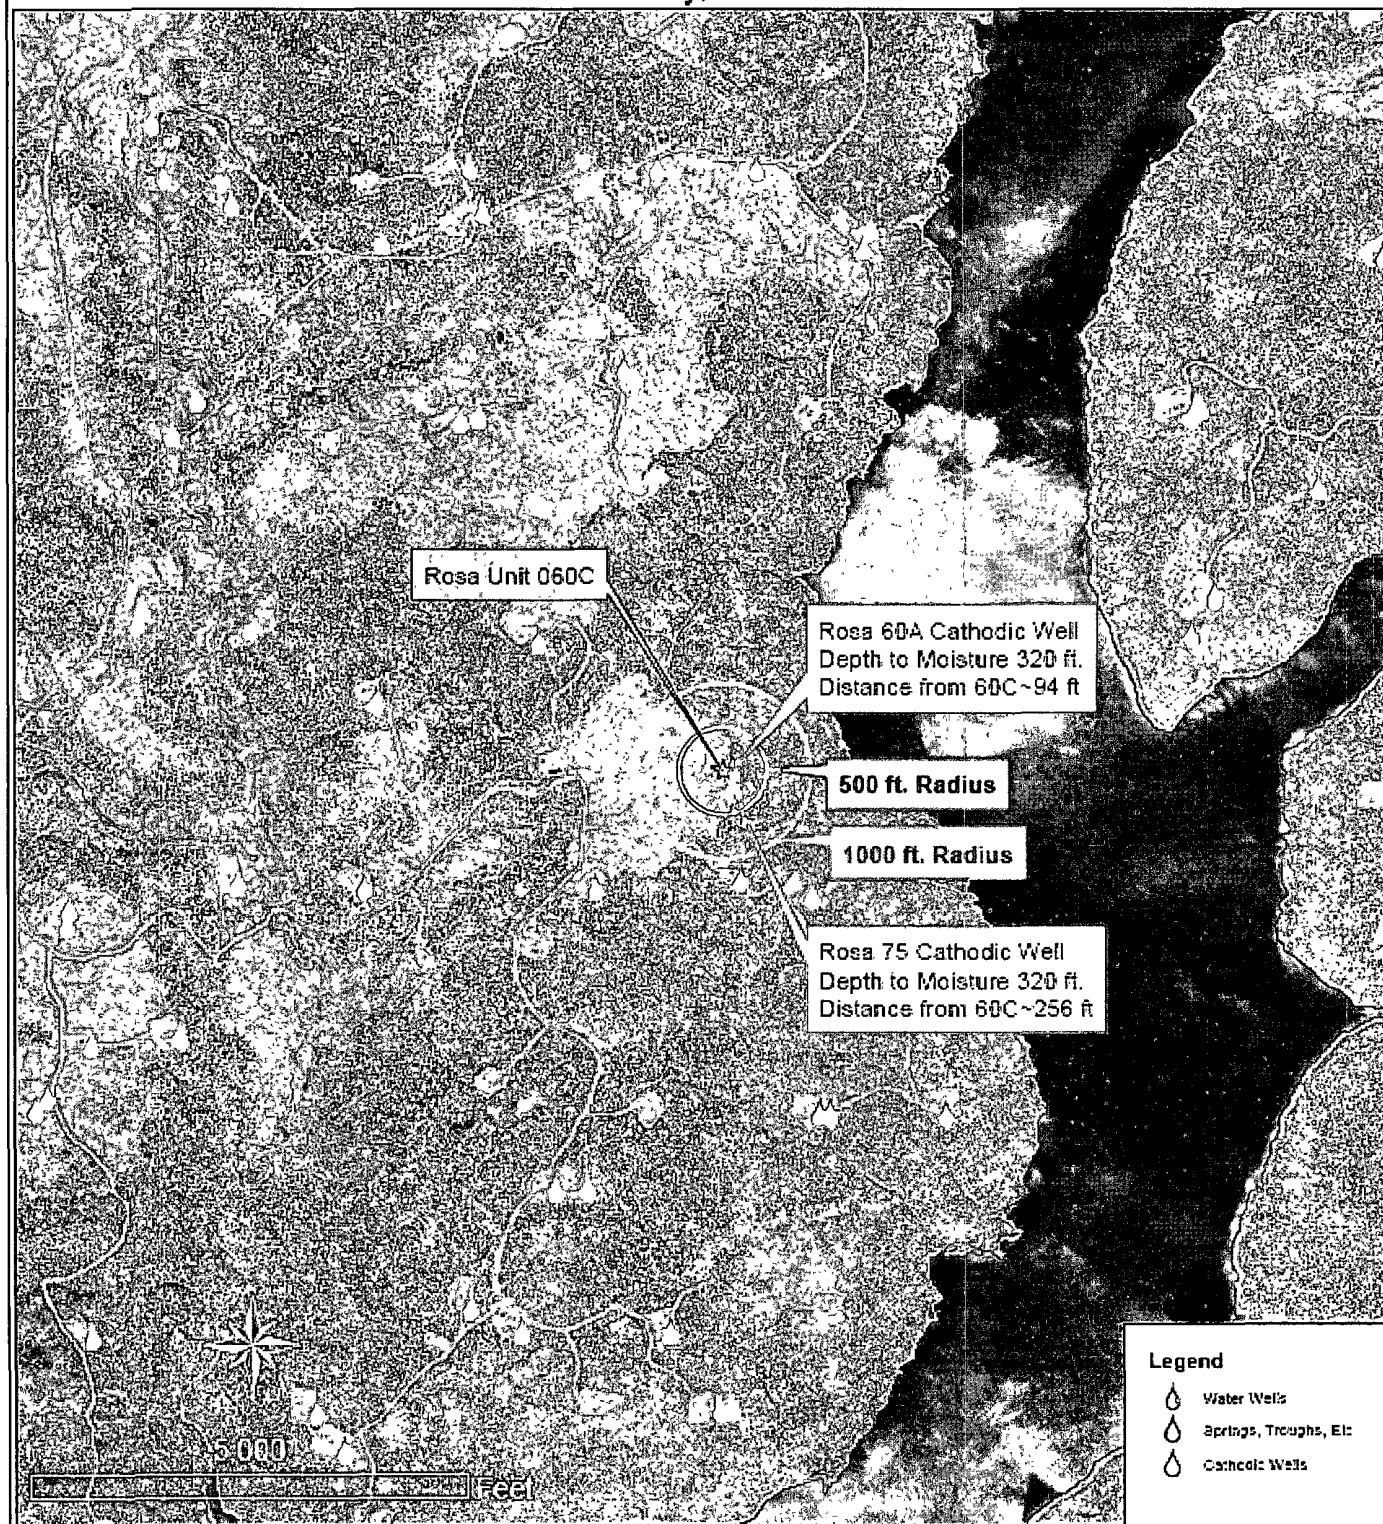 Rosa Unit 060C
Rosa 60A Cathodic Well
Depth to Moisture 320 ft.
Distance from 60C~94 ft
500 ft. Radius
1000 ft. Radius
Rosa 75 Cathodic Well
Depth to Moisture 320 ft.
Distance from 60C~256 ft
Legend
Water Wells
Springs, Troughs, Etc
Cathodic Wells
5,000
Feet